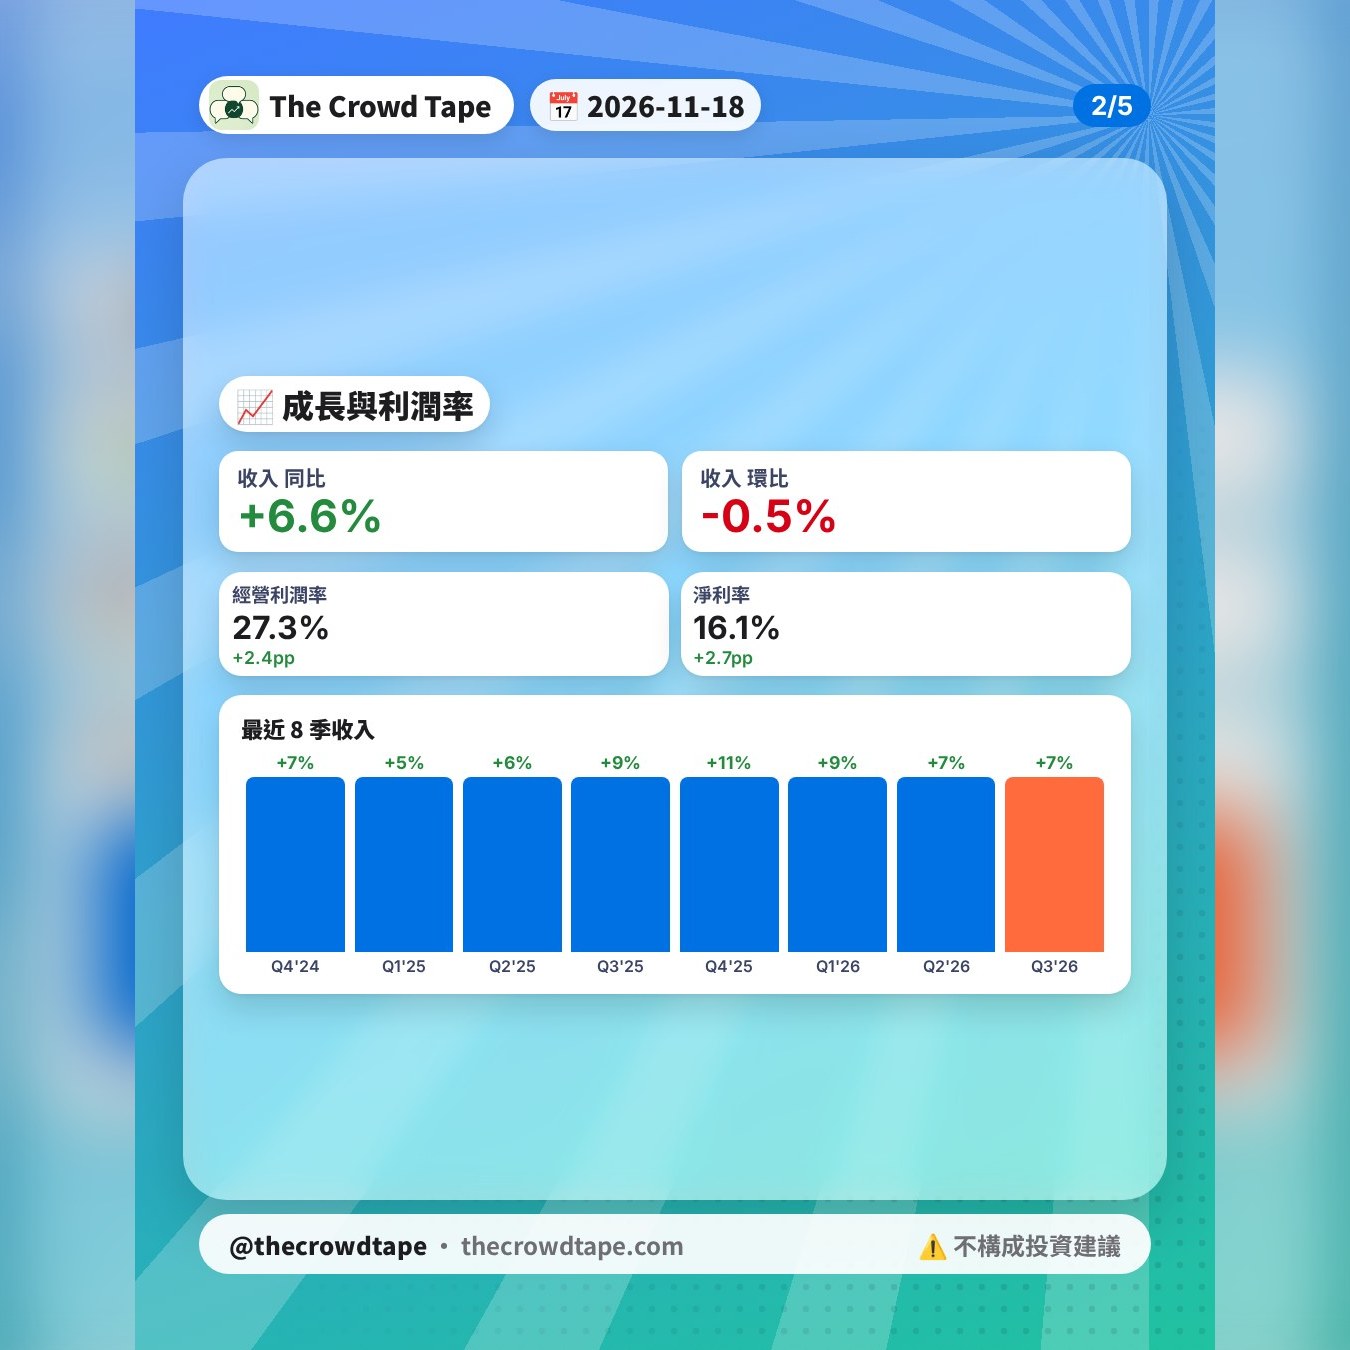 The Crowd Tape
July 17 2026-11-18
2/5
成長與利潤率
收入 同比
+6.6%
收入 環比
-0.5%
經營利潤率
27.3%
+2.4pp
淨利率
16.1%
+2.7pp
最近 8 季收入
+7% +5% +6% +9% +11% +9% +7% +7%
Q4'24 Q1'25 Q2'25 Q3'25 Q4'25 Q1'26 Q2'26 Q3'26
@thecrowdtape • thecrowdtape.com
不構成投資建議